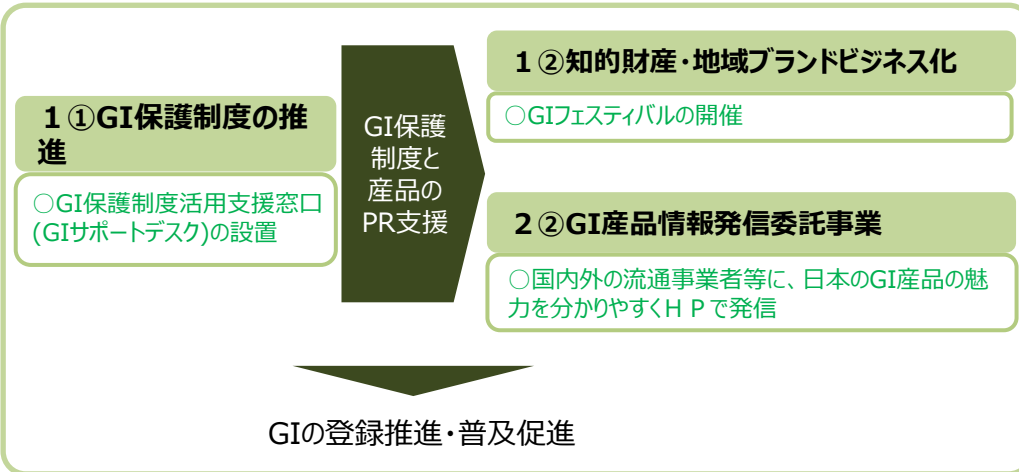 １①GI保護制度の推
進
○GI保護制度活用支援窓口
(GIサポートデスク)の設置
GI保護
制度と
産品の
PR支援
１②知的財産・地域ブランドビジネス化
○GIフェスティバルの開催
２②GI産品情報発信委託事業
○国内外の流通事業者等に、日本のGI産品の魅
力を分かりやすくＨＰで発信
GIの登録推進・普及促進